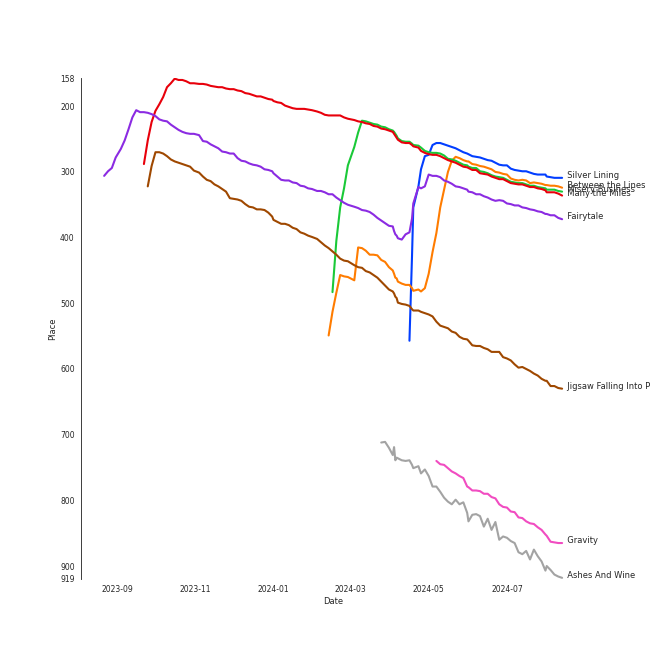 158
200
300
400
500
600
700
800
900
919
Place
2023-09
2023-11
2024-01
2024-03
2024-05
2024-07
Date
Silver Lining
Between the Lines
Misery Business
Many the Miles
Fairytale
Jigsaw Falling Into P
Gravity
Ashes And Wine